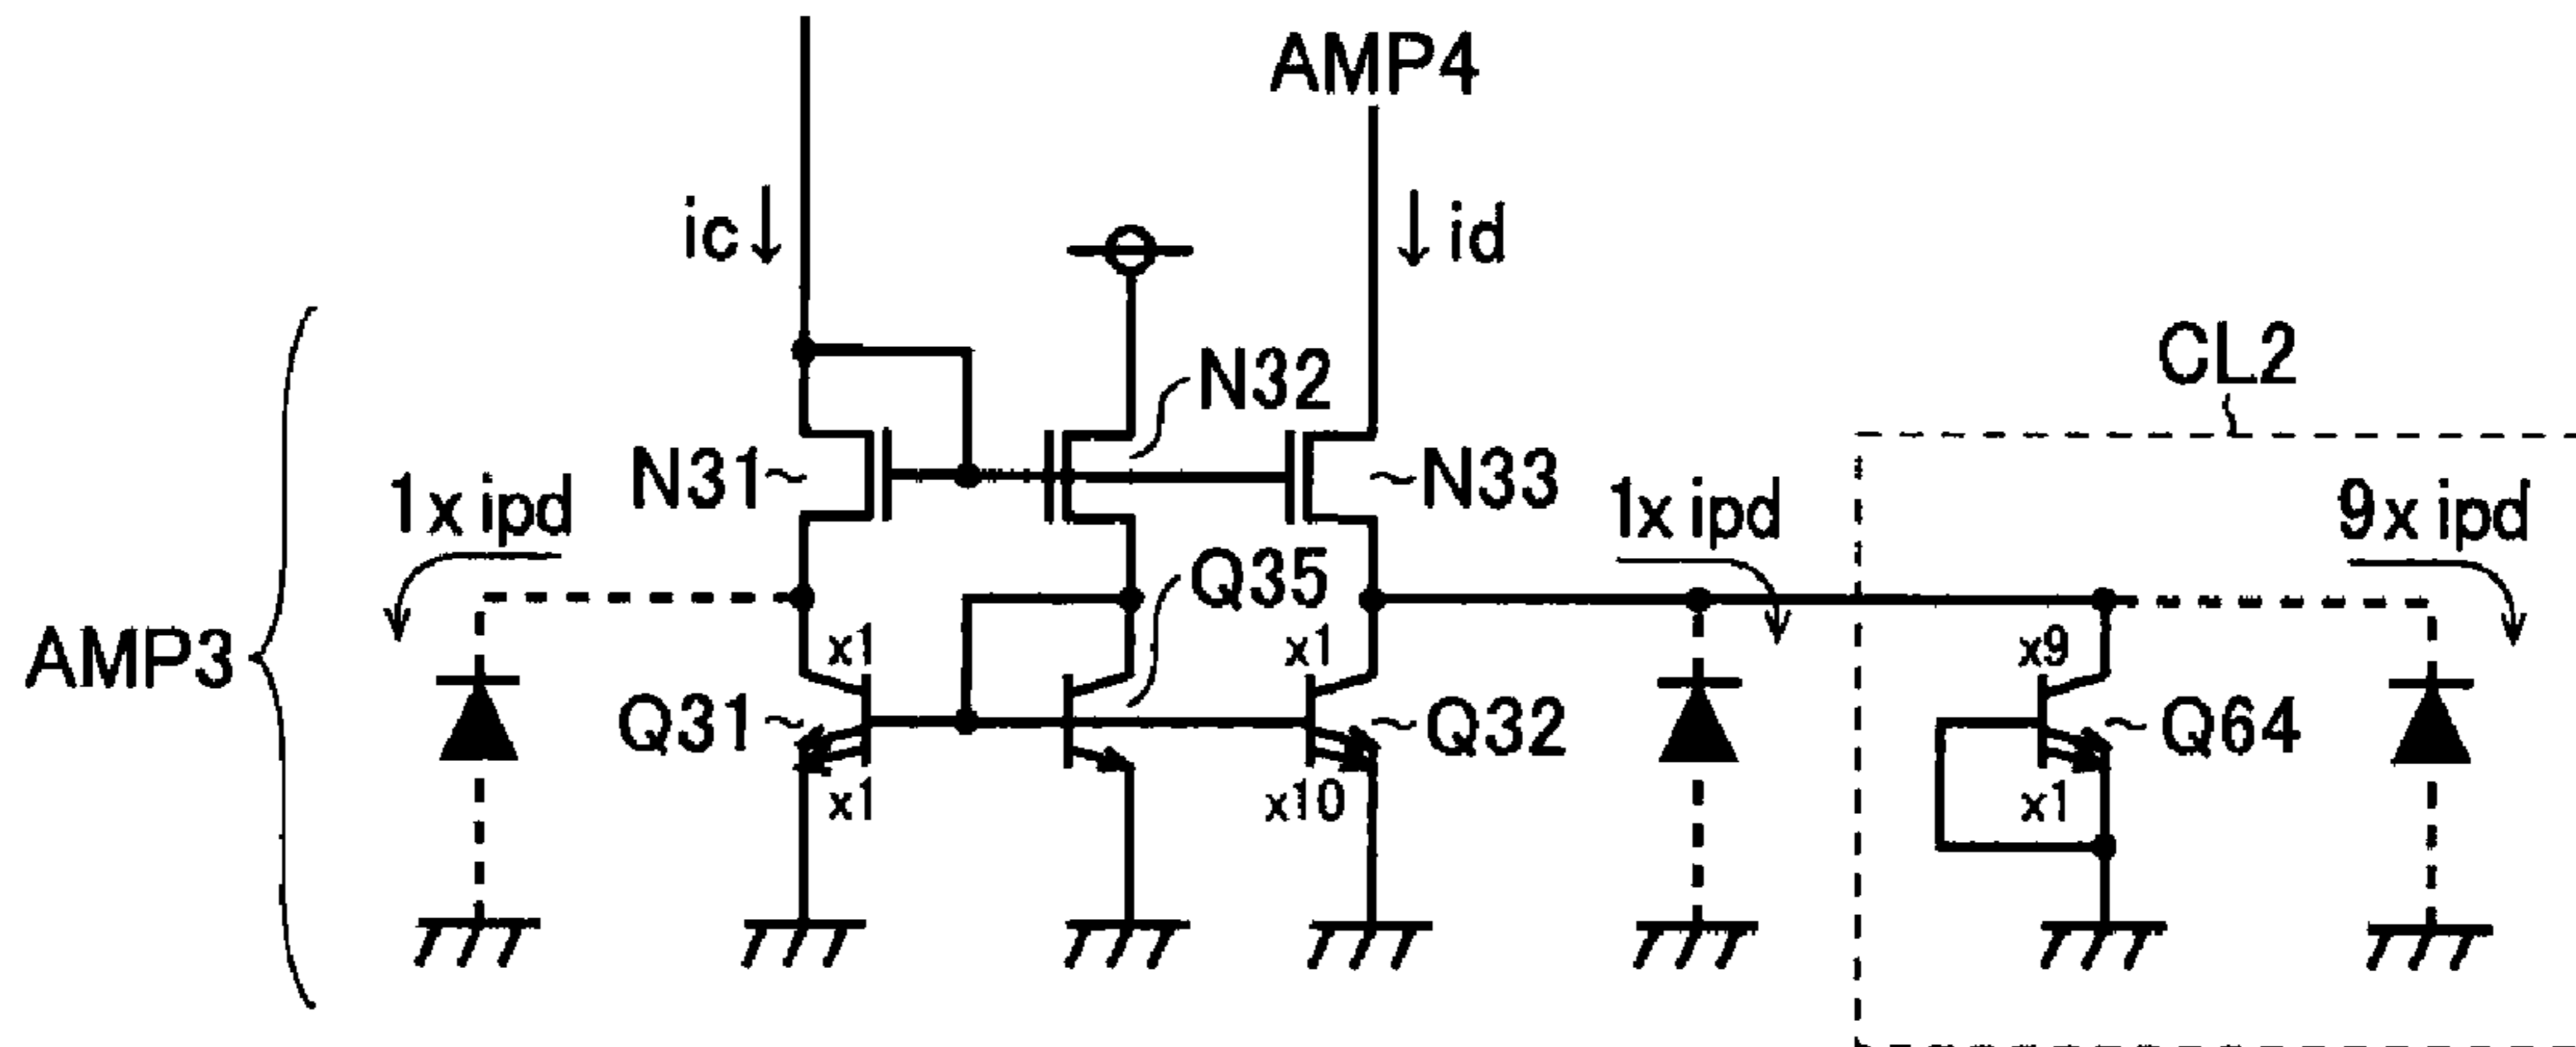 AMP4
ic
id
CL2
N32
N31
N33
1x ipd
1x ipd
9x ipd
Q35
AMP3
x1
x1
x9
Q31
Q32
Q64
x1
x10
x1